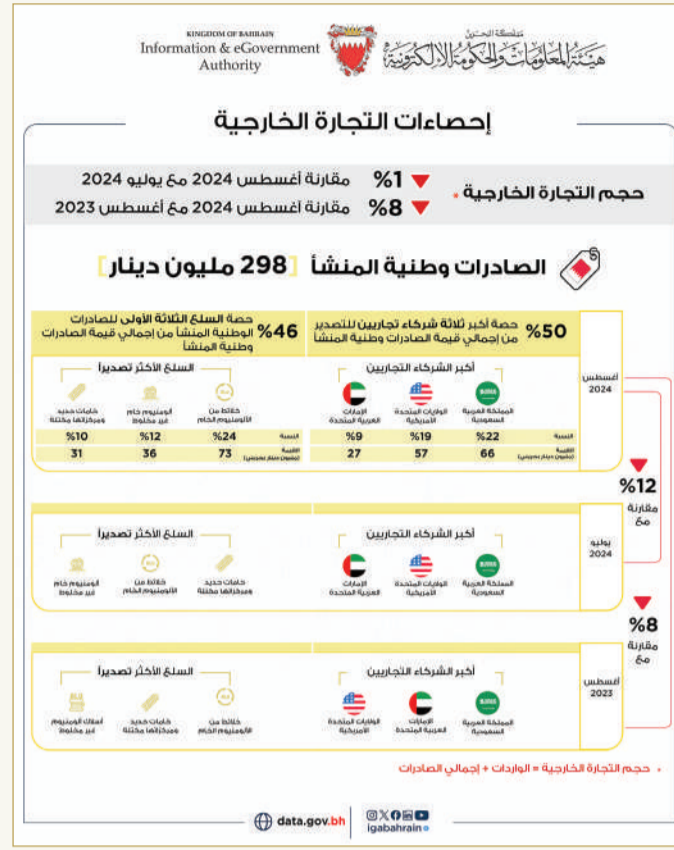 KINGDOM OF BAHRAIN
Information & eGovernment
Authority
مملكة البحرين
هيئة المعلومات والحكومة الإلكترونية
إحصاءات التجارة الخارجية
حجم التجارة الخارجية *
%1 مقارنة أغسطس 2024 مع يوليو 2024
%8 مقارنة أغسطس 2024 مع أغسطس 2023
الصادرات وطنية المنشأ [298 مليون دينار]
أغسطس
2024
%50 حصة أكبر ثلاثة شركاء تجاريين للتصدير
من إجمالي قيمة الصادرات وطنية المنشأ
%46 حصة السلع الثلاثة الأولى للصادرات
الوطنية المنشأ من إجمالي قيمة الصادرات
وطنية المنشأ
أكبر الشركاء التجاريين
المملكة العربية
السعودية
الولايات المتحدة
الأمريكية
الإمارات
العربية المتحدة
النسبة %22 %19 %9
القيمة
(مليون دينار بحريني) 66 57 27
السلع الأكثر تصديراً
خلائط من
الألومنيوم الخام
ألومنيوم خام
غير مخلوط
خامات حديد
ومركزاتها مكتلة
النسبة %24 %12 %10
القيمة
(مليون دينار بحريني) 73 36 31
%12
مقارنة
مع
يوليو
2024
أكبر الشركاء التجاريين
المملكة العربية
السعودية
الولايات المتحدة
الأمريكية
الإمارات
العربية المتحدة
السلع الأكثر تصديراً
خامات حديد
ومركزاتها مكتلة
خلائط من
الألومنيوم الخام
ألومنيوم خام
غير مخلوط
%8
مقارنة
مع
أغسطس
2023
أكبر الشركاء التجاريين
المملكة العربية
السعودية
الإمارات
العربية المتحدة
الولايات المتحدة
الأمريكية
السلع الأكثر تصديراً
خلائط من
الألومنيوم الخام
خامات حديد
ومركزاتها مكتلة
أسلاك ألومنيوم
غير مخلوط
* حجم التجارة الخارجية = الواردات + إجمالي الصادرات
data.gov.bh
igabahrain